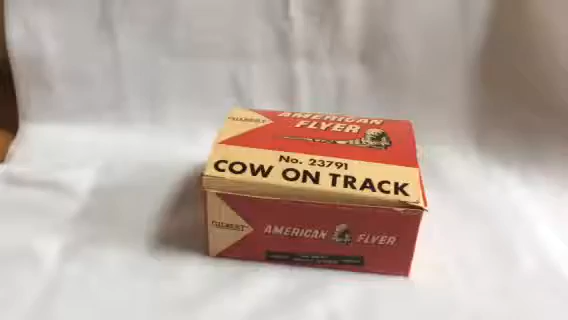 GILBERT
AMERICAN
FLYER
No. 23791
COW ON TRACK
GILBERT
AMERICAN FLYER